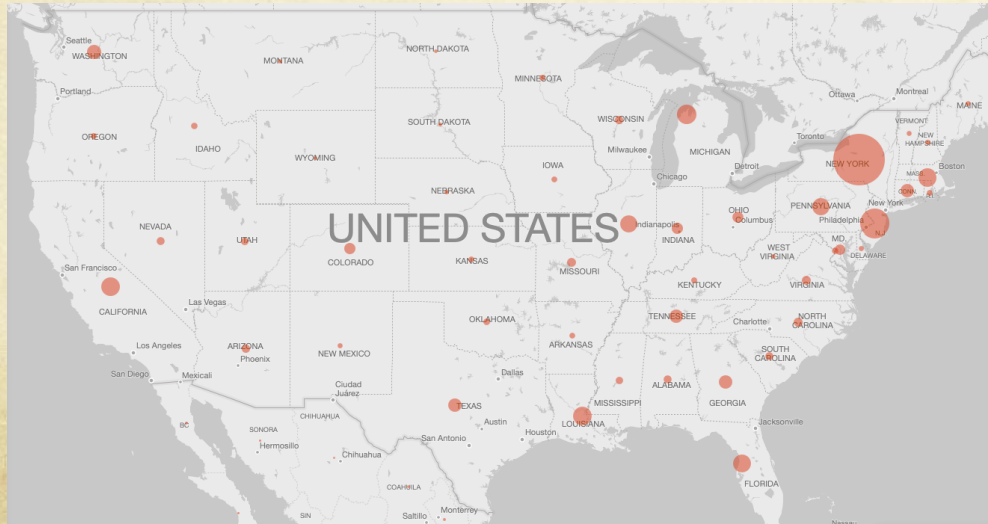 Seattle
WASHINGTON
MONTANA
NORTH DAKOTA
MINNESOTA
Ottawa
Montreal
MAINE
Portland
OREGON
IDAHO
SOUTH DAKOTA
WISCONSIN
VERMONT
NEW
HAMPSHIRE
Toronto
WYOMING
IOWA
Milwaukee
MICHIGAN
Detroit
NEW YORK
MASS.
Boston
Chicago
NEBRASKA
CONN.
RI
PENNSYLVANIA
New York
NEVADA
UTAH
UNITED STATES
Indianapolis
INDIANA
OHIO
Columbus
Philadelphia
N.J.
MD
DELAWARE
COLORADO
KANSAS
MISSOURI
WEST
VIRGINIA
San Francisco
CALIFORNIA
KENTUCKY
VIRGINIA
Las Vegas
OKLAHOMA
TENNESSEE
Charlotte
NORTH
CAROLINA
Los Angeles
ARIZONA
Phoenix
NEW MEXICO
ARKANSAS
SOUTH
CAROLINA
San Diego
Mexicali
Dallas
ALABAMA
Ciudad
Juárez
TEXAS
MISSISSIPPI
GEORGIA
CHIHUAHUA
Austin
LOUISIANA
Jacksonville
BC
SONORA
Hermosillo
Chihuahua
San Antonio
Houston
FLORIDA
COAHUILA
SIN
Saltillo
Monterrey